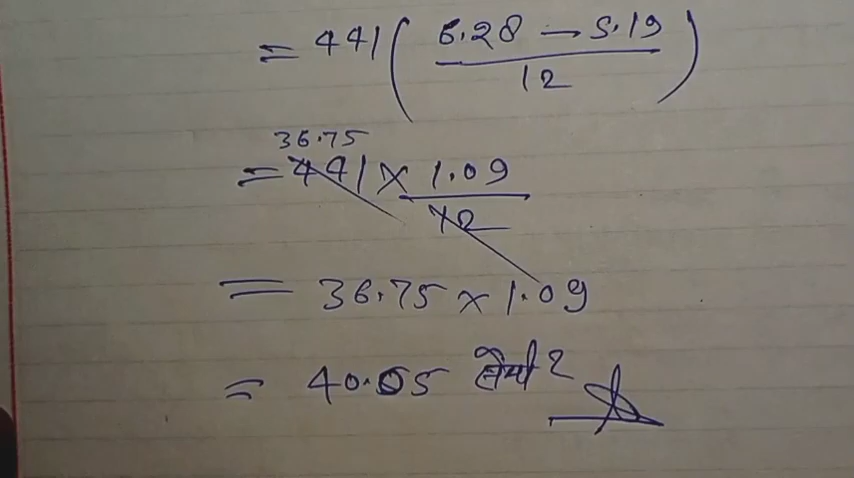 = 441 ( 6.28 - 5.19 / 12 )
36.75
= 441 × 1.09 / 12
= 36.75 × 1.09
= 40.05 सेमी 2